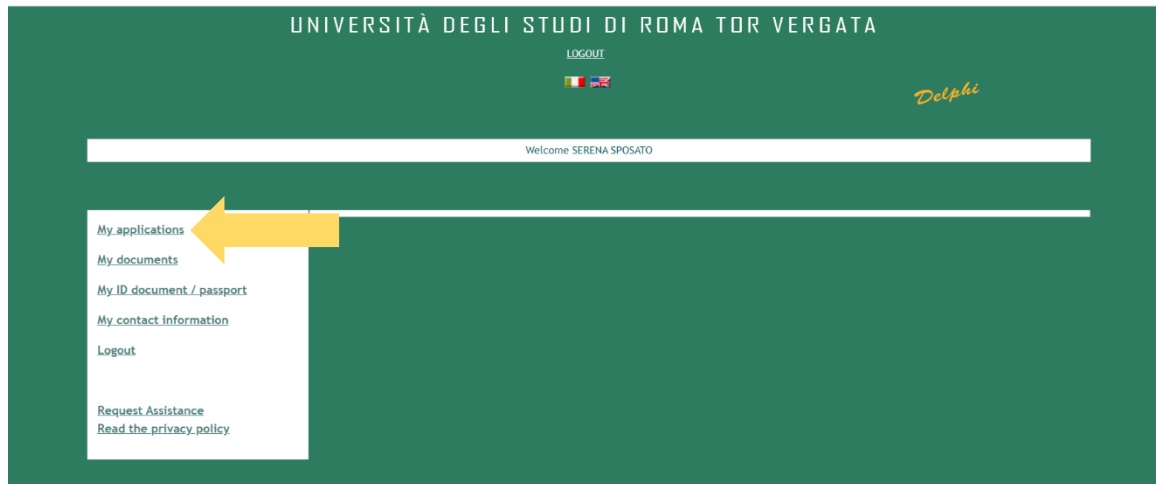 UNIVERSITÀ DEGLI STUDI DI ROMA TOR VERGATA
LOGOUT
Delphi
Welcome SERENA SPOSATO
My applications
My documents
My ID document / passport
My contact information
Logout
Request Assistance
Read the privacy policy